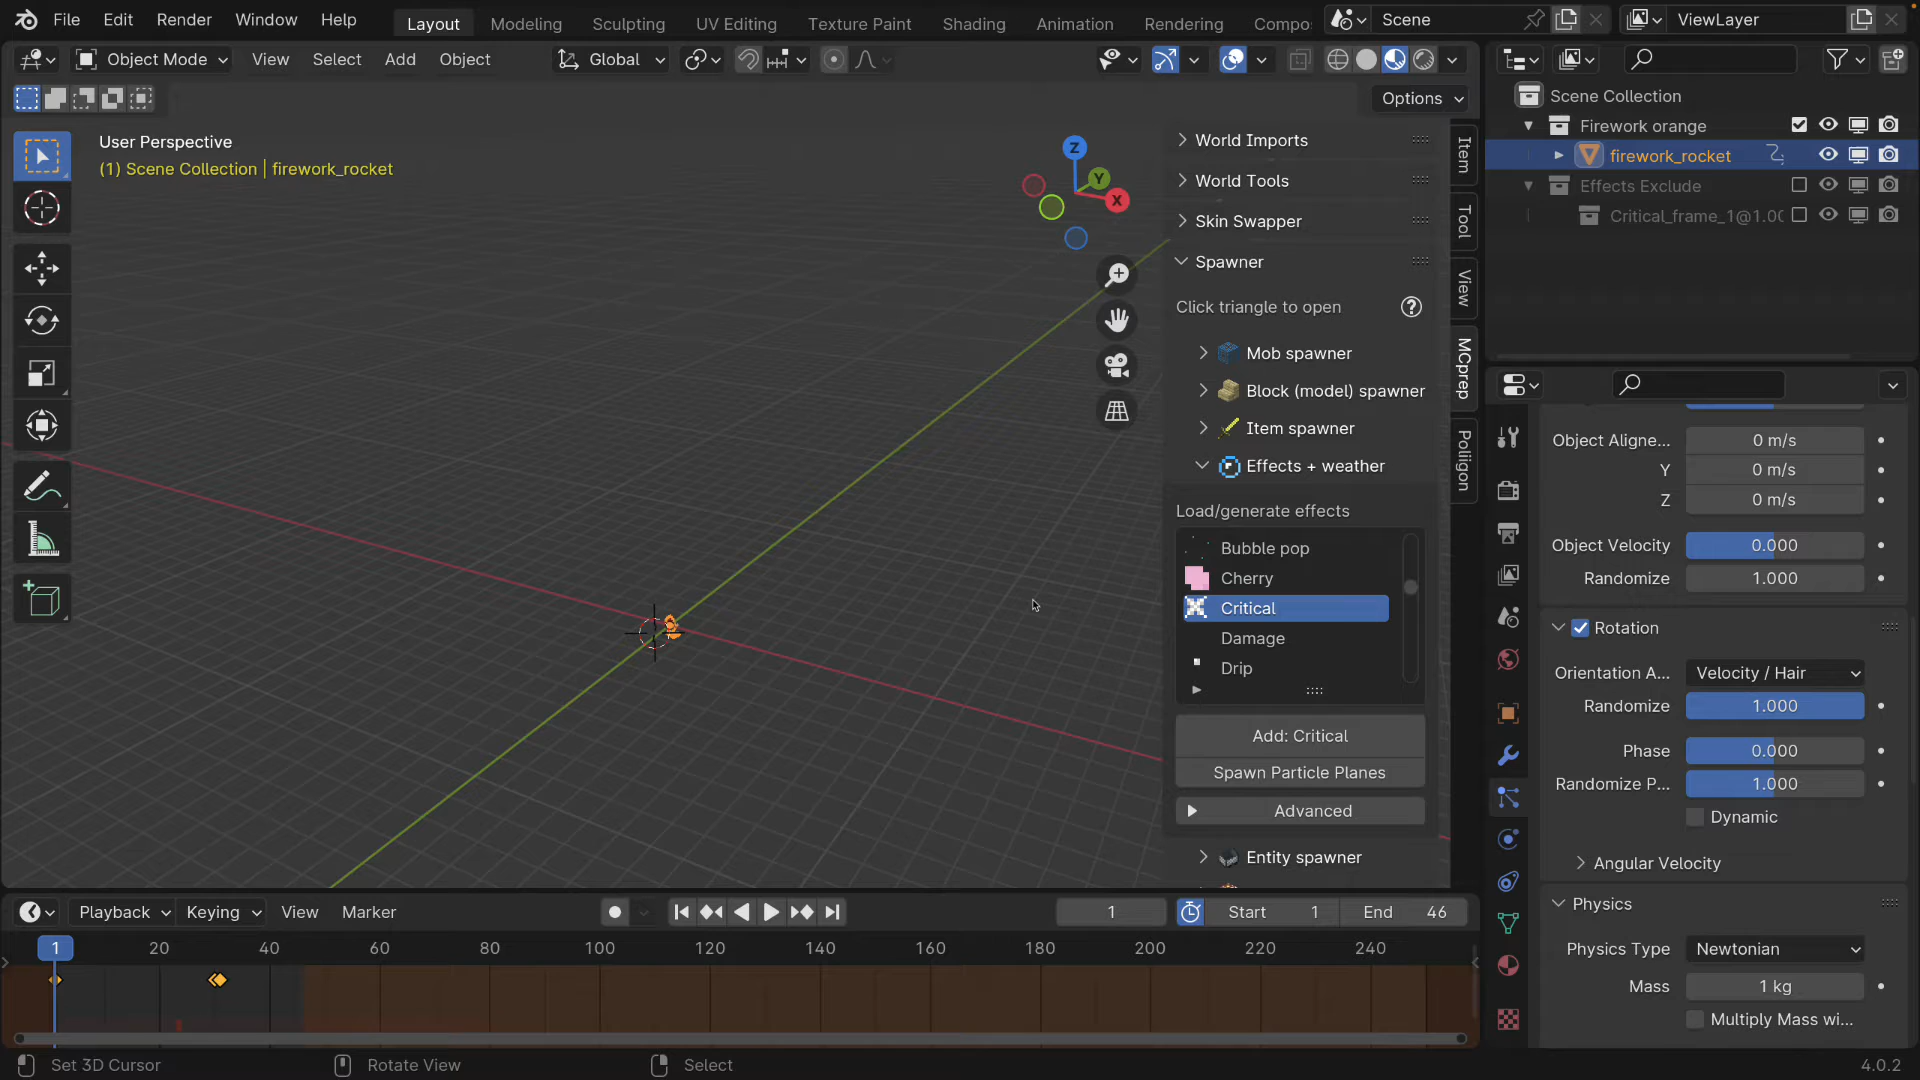 File Edit Render Window Help Layout Modeling Sculpting UV Editing Texture Paint Shading Animation Rendering Compo Scene ViewLayer
Object Mode View Select Add Object Global
Options
User Perspective
(1) Scene Collection | firework_rocket
Z
Y
X
World Imports
World Tools
Skin Swapper
Spawner
Click triangle to open
Mob spawner
Block (model) spawner
Item spawner
Effects + weather
Load/generate effects
Bubble pop
Cherry
Critical
Damage
Drip
Add: Critical
Spawn Particle Planes
Advanced
Entity spawner
Item
Tool
View
MCprep
Poliigon
Scene Collection
Firework orange
firework_rocket
Effects Exclude
Critical_frame_1@1.00
Object Aligne... 0 m/s
Y 0 m/s
Z 0 m/s
Object Velocity 0.000
Randomize 1.000
Rotation
Orientation A... Velocity / Hair
Randomize 1.000
Phase 0.000
Randomize P... 1.000
Dynamic
Angular Velocity
Physics
Physics Type Newtonian
Mass 1 kg
Multiply Mass wi...
Playback Keying View Marker 1 Start 1 End 46
1 20 40 60 80 100 120 140 160 180 200 220 240
Set 3D Cursor Rotate View Select 4.0.2